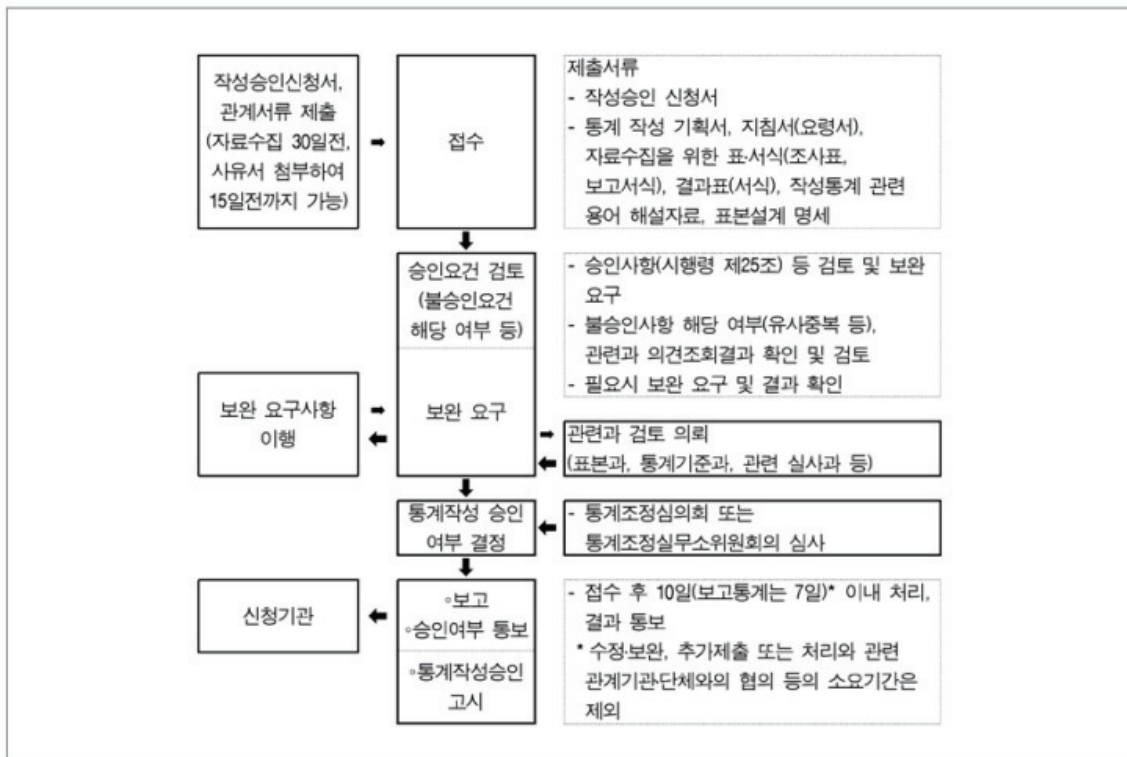 작성승인신청서,
관계서류 제출
(자료수집 30일전,
사유서 첨부하여
15일전까지 가능)
접수
제출서류
- 작성승인 신청서
- 통계 작성 기획서, 지침서(요령서),
자료수집을 위한 표·서식(조사표,
보고서식), 결과표(서식), 작성통계 관련
용어 해설자료, 표본설계 명세
승인요건 검토
(불승인요건
해당 여부 등)
- 승인사항(시행령 제25조) 등 검토 및 보완
요구
- 불승인사항 해당 여부(유사중복 등),
관련과 의견조회결과 확인 및 검토
- 필요시 보완 요구 및 결과 확인
보완 요구사항
이행
보완 요구
관련과 검토 의뢰
(표본과, 통계기준과, 관련 실사과 등)
통계작성 승인
여부 결정
- 통계조정심의회 또는
통계조정실무소위원회의 심사
신청기관
◦보고
◦승인여부 통보
◦통계작성승인
고시
- 접수 후 10일(보고통계는 7일)* 이내 처리,
결과 통보
* 수정·보완, 추가제출 또는 처리와 관련
관계기관·단체와의 협의 등의 소요기간은
제외